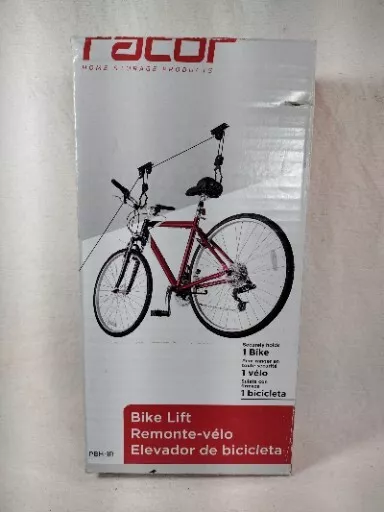 racor
HOME STORAGE PRODUCTS
Securely holds
1 Bike
1 vélo
1 bicicleta
Bike Lift
Remonte-vélo
Elevador de bicicleta
PBH-1R